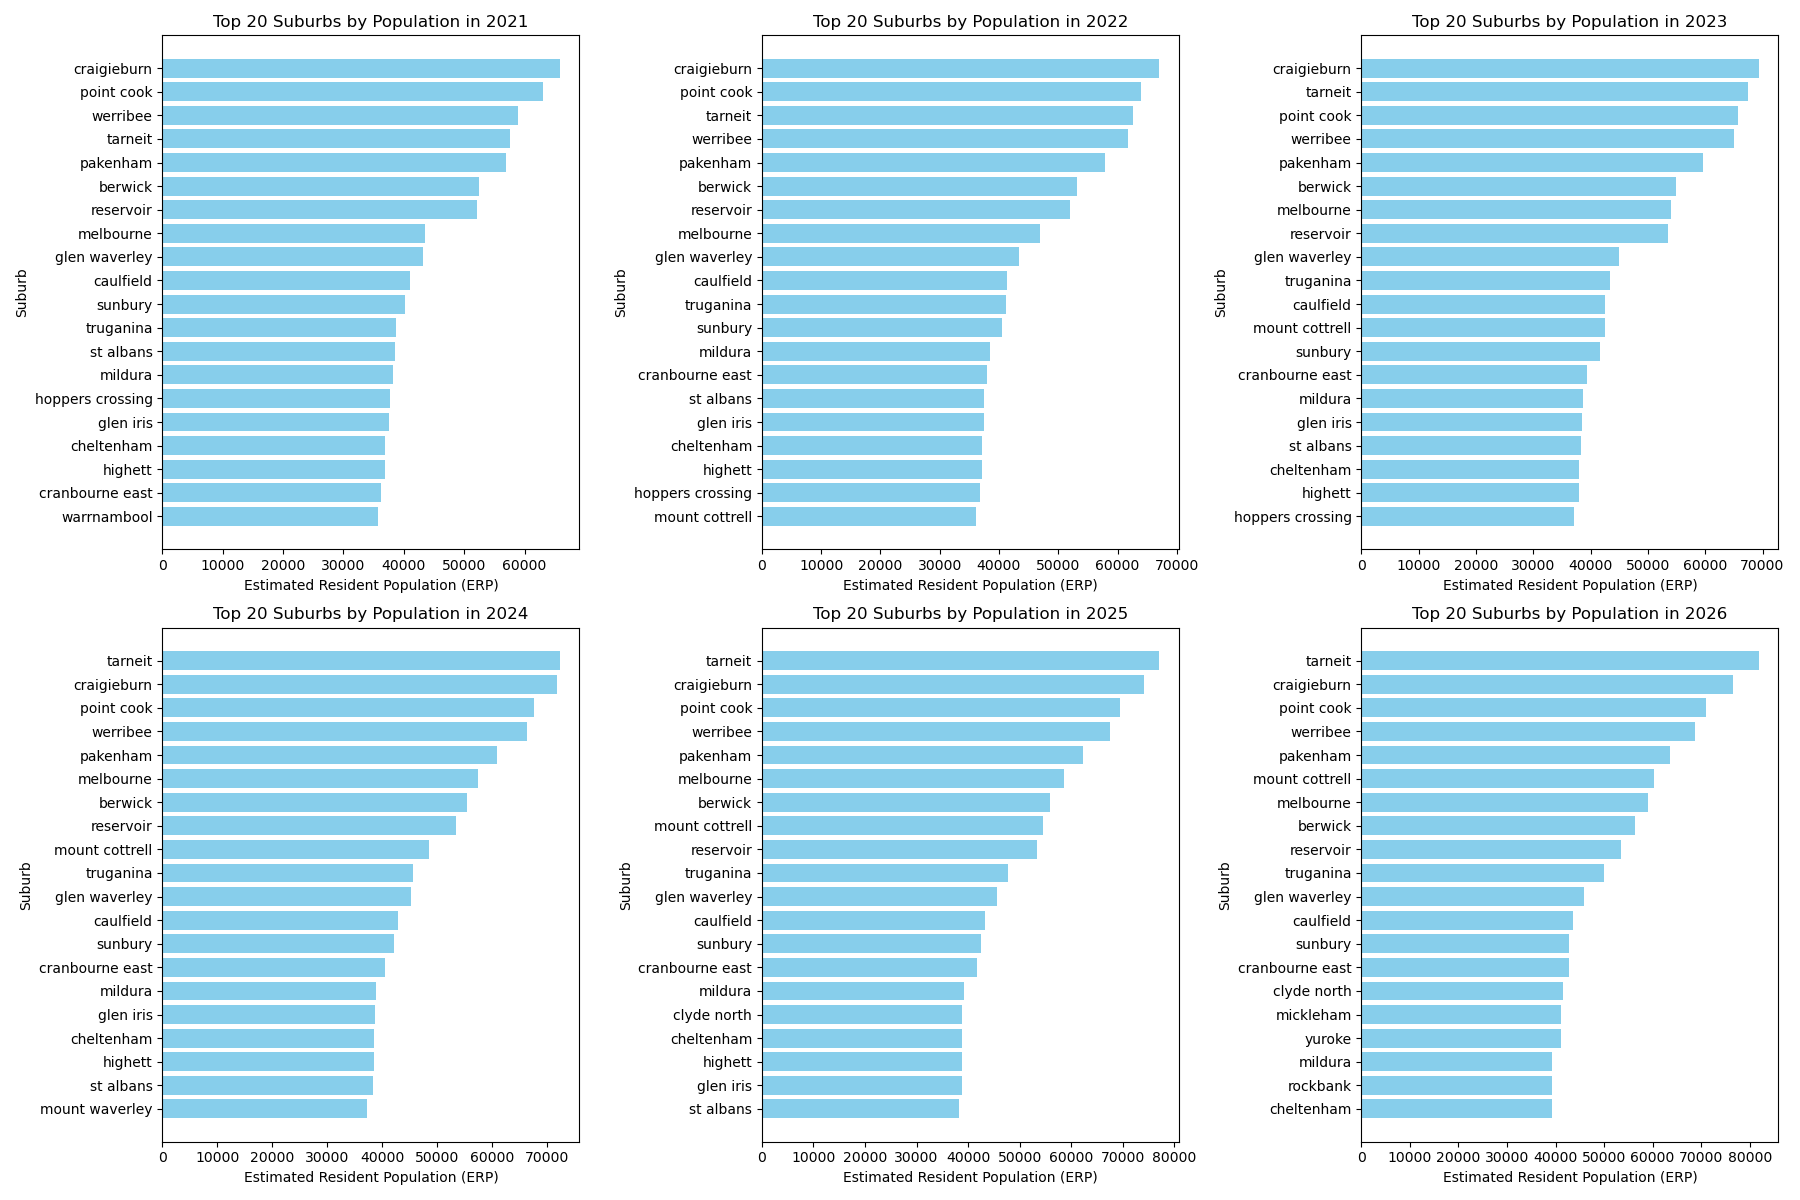 Top 20 Suburbs by Population in 2021
Suburb
craigieburn
point cook
werribee
tarneit
pakenham
berwick
reservoir
melbourne
glen waverley
caulfield
sunbury
truganina
st albans
mildura
hoppers crossing
glen iris
cheltenham
highett
cranbourne east
warrnambool
0 10000 20000 30000 40000 50000 60000
Estimated Resident Population (ERP)
Top 20 Suburbs by Population in 2022
Suburb
craigieburn
point cook
tarneit
werribee
pakenham
berwick
reservoir
melbourne
glen waverley
caulfield
truganina
sunbury
mildura
cranbourne east
st albans
glen iris
cheltenham
highett
hoppers crossing
mount cottrell
0 10000 20000 30000 40000 50000 60000 70000
Estimated Resident Population (ERP)
Top 20 Suburbs by Population in 2023
Suburb
craigieburn
tarneit
point cook
werribee
pakenham
berwick
melbourne
reservoir
glen waverley
truganina
caulfield
mount cottrell
sunbury
cranbourne east
mildura
glen iris
st albans
cheltenham
highett
hoppers crossing
0 10000 20000 30000 40000 50000 60000 70000
Estimated Resident Population (ERP)
Top 20 Suburbs by Population in 2024
Suburb
tarneit
craigieburn
point cook
werribee
pakenham
melbourne
berwick
reservoir
mount cottrell
truganina
glen waverley
caulfield
sunbury
cranbourne east
mildura
glen iris
cheltenham
highett
st albans
mount waverley
0 10000 20000 30000 40000 50000 60000 70000
Estimated Resident Population (ERP)
Top 20 Suburbs by Population in 2025
Suburb
tarneit
craigieburn
point cook
werribee
pakenham
melbourne
berwick
mount cottrell
reservoir
truganina
glen waverley
caulfield
sunbury
cranbourne east
mildura
clyde north
cheltenham
highett
glen iris
st albans
0 10000 20000 30000 40000 50000 60000 70000 80000
Estimated Resident Population (ERP)
Top 20 Suburbs by Population in 2026
Suburb
tarneit
craigieburn
point cook
werribee
pakenham
mount cottrell
melbourne
berwick
reservoir
truganina
glen waverley
caulfield
sunbury
cranbourne east
clyde north
mickleham
yuroke
mildura
rockbank
cheltenham
0 10000 20000 30000 40000 50000 60000 70000 80000
Estimated Resident Population (ERP)